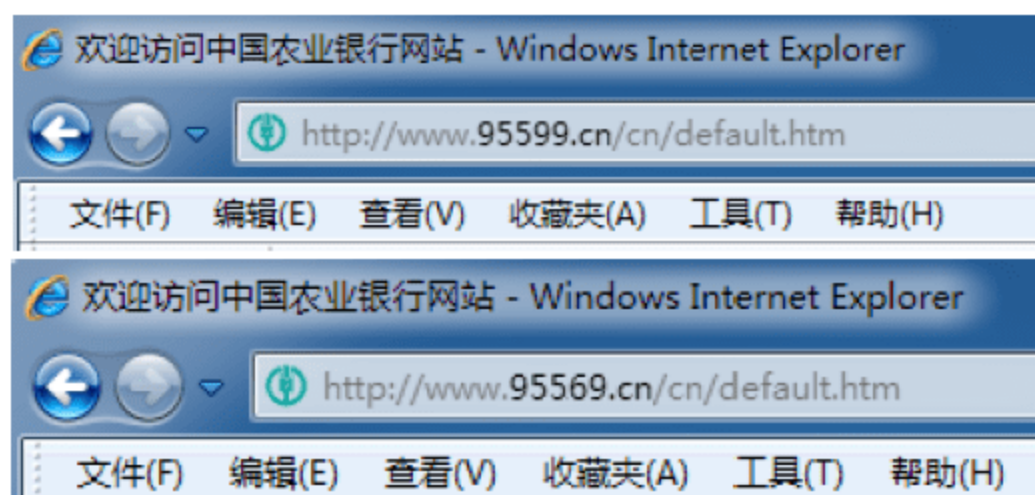 欢迎访问中国农业银行网站 - Windows Internet Explorer
http://www.95599.cn/cn/default.htm
文件(F) 编辑(E) 查看(V) 收藏夹(A) 工具(T) 帮助(H)
欢迎访问中国农业银行网站 - Windows Internet Explorer
http://www.95569.cn/cn/default.htm
文件(F) 编辑(E) 查看(V) 收藏夹(A) 工具(T) 帮助(H)